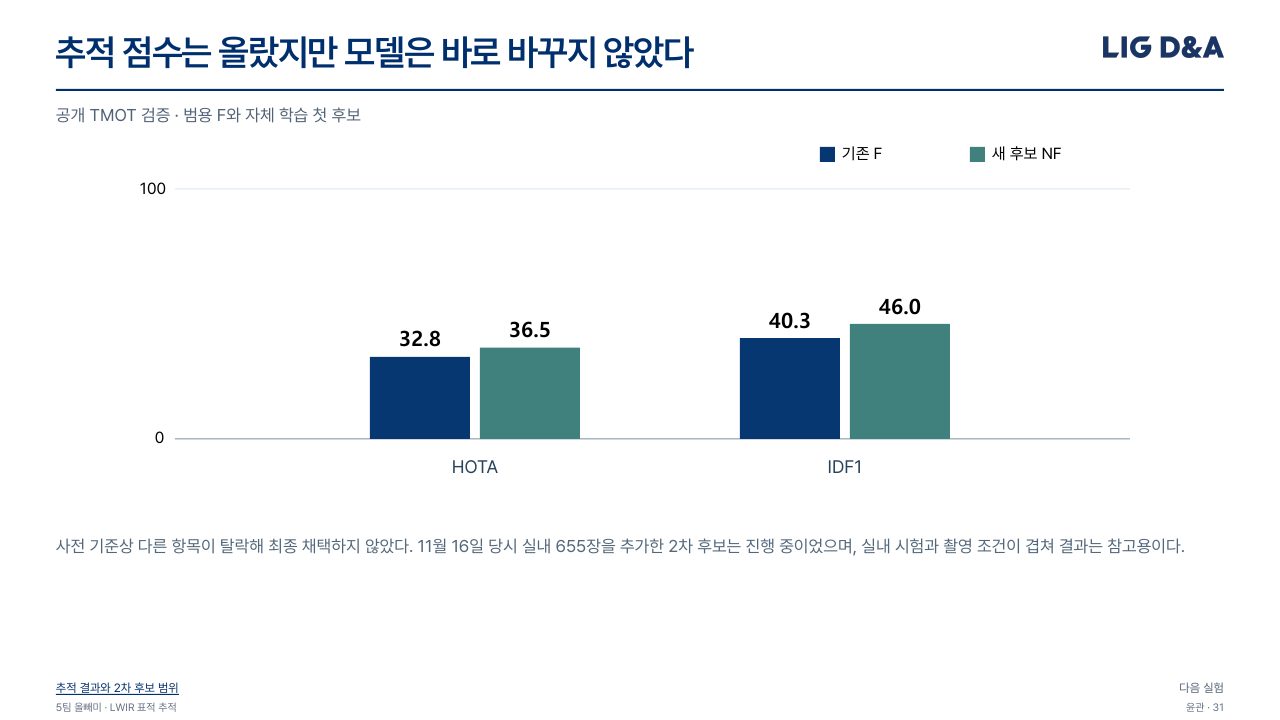 추적 점수는 올랐지만 모델은 바로 바꾸지 않았다
LIG D&A
공개 TMOT 검증 · 범용 F와 자체 학습 첫 후보
기존 F
새 후보 NF
100
32.8
36.5
40.3
46.0
0
HOTA
IDF1
사전 기준상 다른 항목이 탈락해 최종 채택하지 않았다. 11월 16일 당시 실내 655장을 추가한 2차 후보는 진행 중이었으며, 실내 시험과 촬영 조건이 겹쳐 결과는 참고용이다.
추적 결과와 2차 후보 범위
다음 실험
5팀 올빼미 · LWIR 표적 추적
윤관 · 31